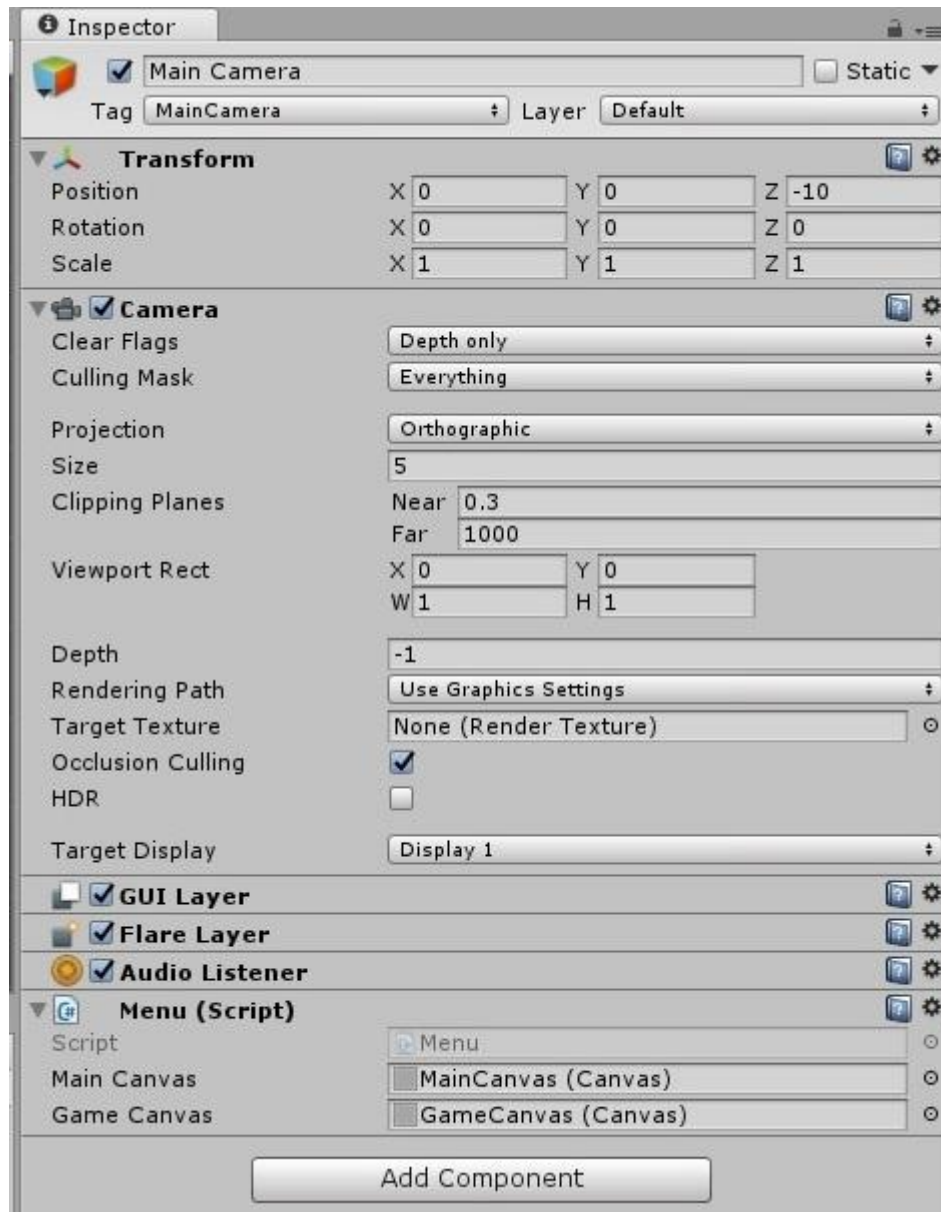 Inspector
Main Camera Static
Tag MainCamera Layer Default
Transform
Position X 0 Y 0 Z -10
Rotation X 0 Y 0 Z 0
Scale X 1 Y 1 Z 1
Camera
Clear Flags Depth only
Culling Mask Everything
Projection Orthographic
Size 5
Clipping Planes Near 0.3
Far 1000
Viewport Rect X 0 Y 0
W 1 H 1
Depth -1
Rendering Path Use Graphics Settings
Target Texture None (Render Texture)
Occlusion Culling
HDR
Target Display Display 1
GUI Layer
Flare Layer
Audio Listener
Menu (Script)
Script Menu
Main Canvas MainCanvas (Canvas)
Game Canvas GameCanvas (Canvas)
Add Component